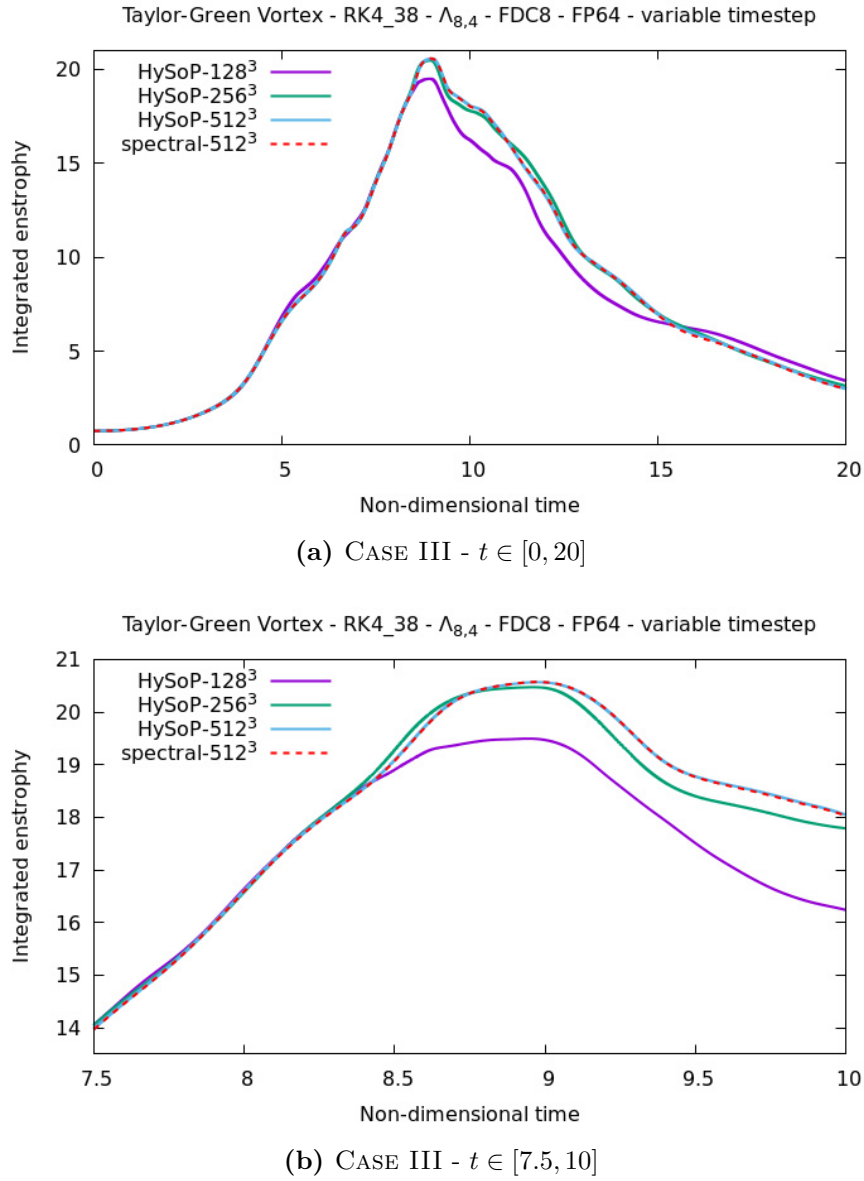 Taylor-Green Vortex - RK4_38 - Λ8,4 - FDC8 - FP64 - variable timestep
HySoP-128³
HySoP-256³
HySoP-512³
spectral-512³
Integrated enstrophy
20
15
10
5
0
0 5 10 15 20
Non-dimensional time
(a) CASE III - t ∈ [0, 20]
Taylor-Green Vortex - RK4_38 - Λ8,4 - FDC8 - FP64 - variable timestep
HySoP-128³
HySoP-256³
HySoP-512³
spectral-512³
Integrated enstrophy
21
20
19
18
17
16
15
14
7.5 8 8.5 9 9.5 10
Non-dimensional time
(b) CASE III - t ∈ [7.5, 10]